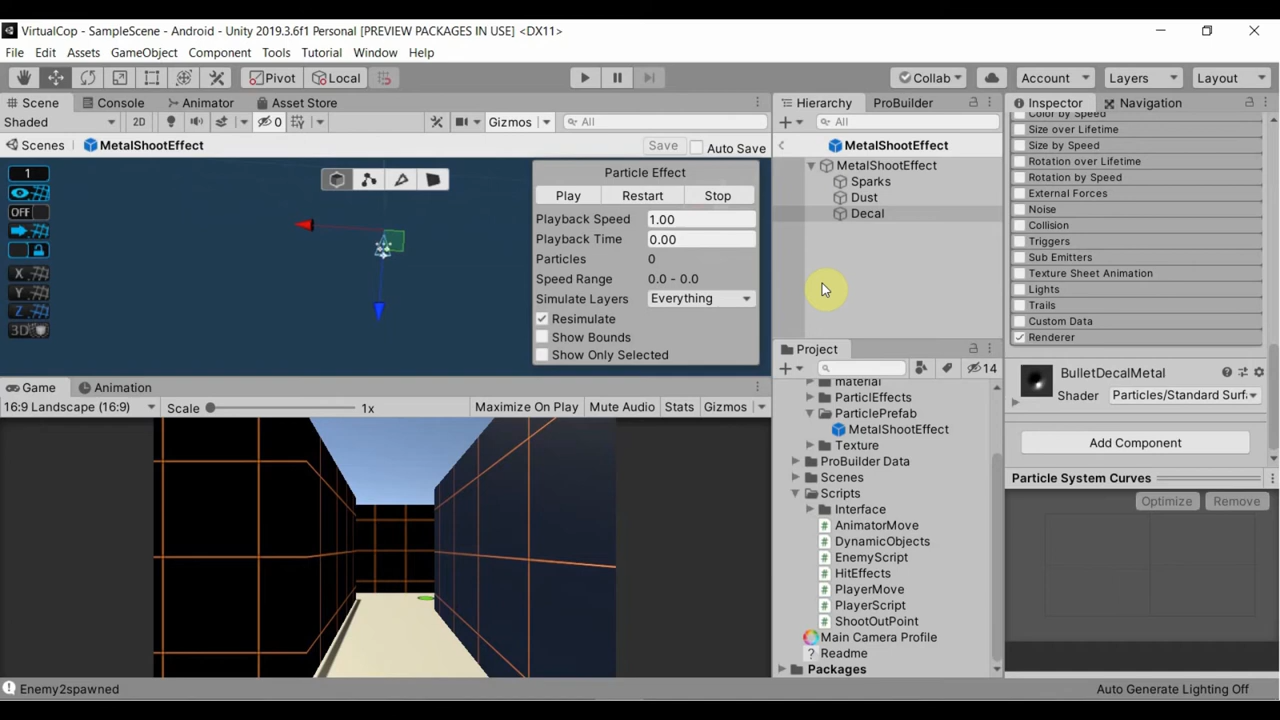 VirtualCop - SampleScene - Android - Unity 2019.3.6f1 Personal [PREVIEW PACKAGES IN USE] <DX11>
File Edit Assets GameObject Component Tools Tutorial Window Help
Pivot Local Collab Account Layers Layout
Scene Console Animator Asset Store
Shaded 2D 0 Gizmos All
Scenes MetalShootEffect Save Auto Save
1
OFF
X
Y
Z
3D
Particle Effect
Play Restart Stop
Playback Speed 1.00
Playback Time 0.00
Particles 0
Speed Range 0.0 - 0.0
Simulate Layers Everything
Resimulate
Show Bounds
Show Only Selected
Game Animation
16:9 Landscape (16:9) Scale 1x Maximize On Play Mute Audio Stats Gizmos
Hierarchy ProBuilder
All
MetalShootEffect
MetalShootEffect
Sparks
Dust
Decal
Project
14
material
ParticlEffects
ParticlePrefab
MetalShootEffect
Texture
ProBuilder Data
Scenes
Scripts
Interface
AnimatorMove
DynamicObjects
EnemyScript
HitEffects
PlayerMove
PlayerScript
ShootOutPoint
Main Camera Profile
Readme
Packages
Inspector Navigation
Color by Speed
Size over Lifetime
Size by Speed
Rotation over Lifetime
Rotation by Speed
External Forces
Noise
Collision
Triggers
Sub Emitters
Texture Sheet Animation
Lights
Trails
Custom Data
Renderer
BulletDecalMetal
Shader Particles/Standard Surf
Add Component
Particle System Curves
Optimize Remove
Enemy2spawned
Auto Generate Lighting Off